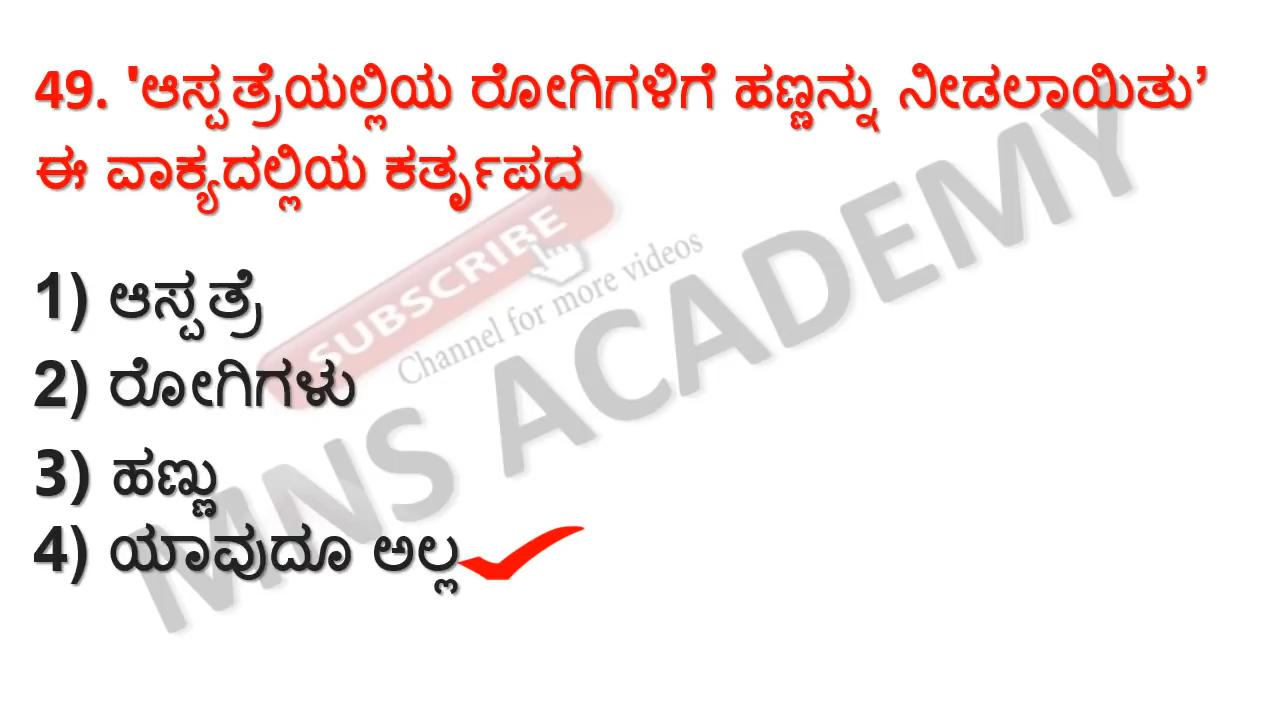 49. 'ಆಸ್ಪತ್ರೆಯಲ್ಲಿಯ ರೋಗಿಗಳಿಗೆ ಹಣ್ಣನ್ನು ನೀಡಲಾಯಿತು’
ಈ ವಾಕ್ಯದಲ್ಲಿಯ ಕರ್ತೃಪದ
1) ಆಸ್ಪತ್ರೆ
2) ರೋಗಿಗಳು
3) ಹಣ್ಣು
4) ಯಾವುದೂ ಅಲ್ಲ
SUBSCRIBE
Channel for more videos
MNS ACADEMY